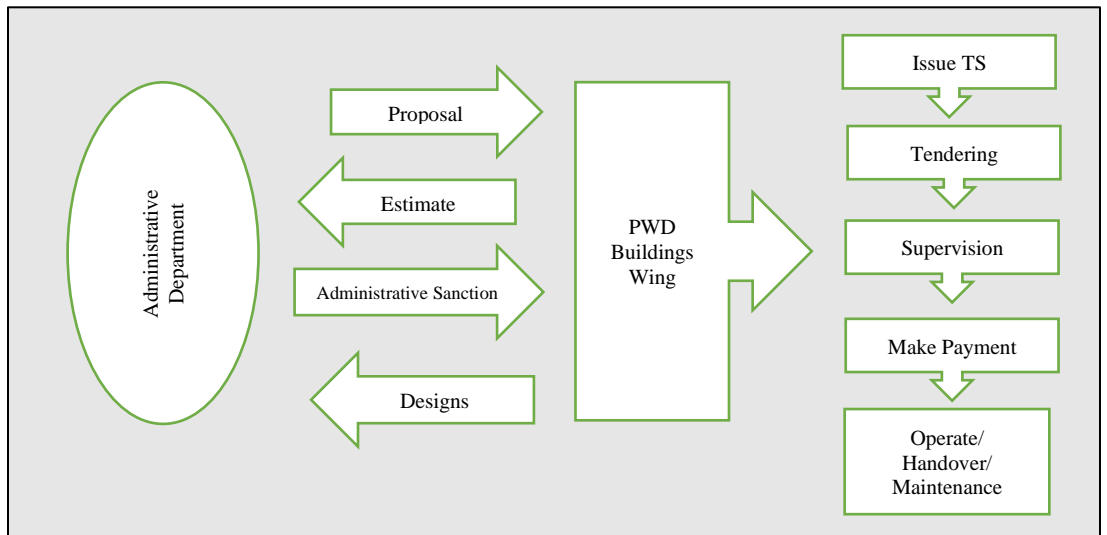 Administrative
Department
Proposal
Estimate
Administrative Sanction
Designs
PWD
Buildings
Wing
Issue TS
Tendering
Supervision
Make Payment
Operate/
Handover/
Maintenance